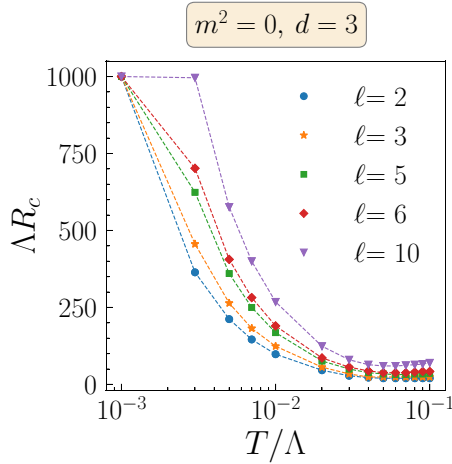 m² = 0, d = 3
1000
750
500
250
0
ΛR_c
ℓ= 2
ℓ= 3
ℓ= 5
ℓ= 6
ℓ= 10
10⁻³
10⁻²
10⁻¹
T/Λ